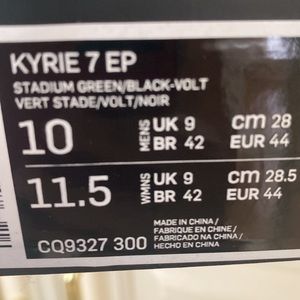 KYRIE 7 EP
STADIUM GREEN/BLACK-VOLT
VERT STADE/VOLT/NOIR
10 MENS UK 9 CM 28
BR 42 EUR 44
11.5 WMNS UK 9 CM 28.5
BR 42 EUR 44
MADE IN CHINA /
FABRIQUE EN CHINE /
FABRICADO NA CHINA /
HECHO EN CHINA
CQ9327 300